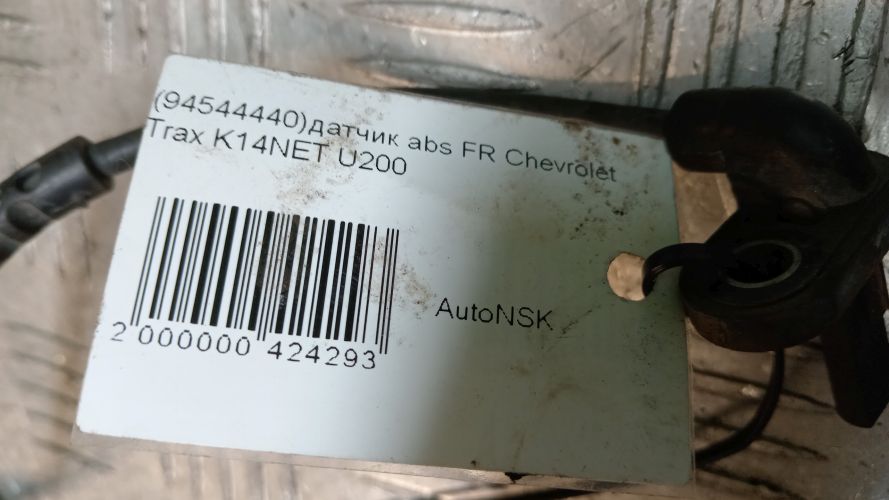 (94544440)датчик abs FR Chevrolet
Trax K14NET U200
AutoNSK
2 000000 424293